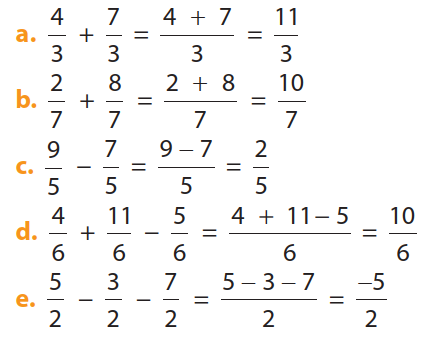 a. 4/3 + 7/3 = (4 + 7)/3 = 11/3
b. 2/7 + 8/7 = (2 + 8)/7 = 10/7
c. 9/5 – 7/5 = (9 – 7)/5 = 2/5
d. 4/6 + 11/6 – 5/6 = (4 + 11 – 5)/6 = 10/6
e. 5/2 – 3/2 – 7/2 = (5 – 3 – 7)/2 = –5/2